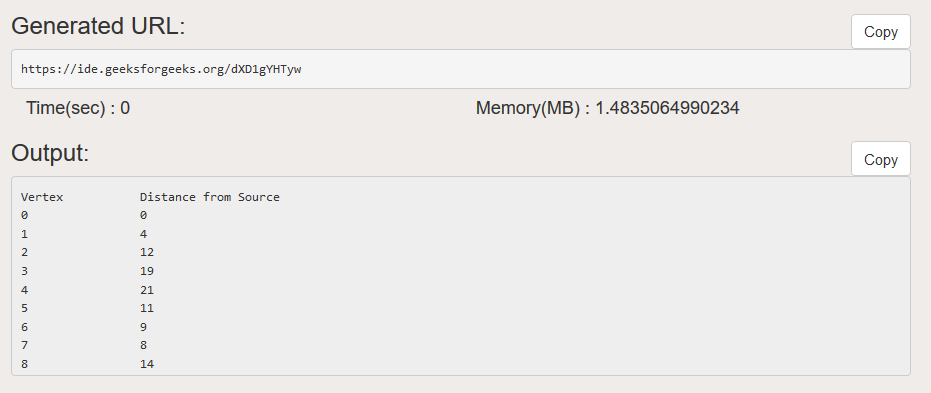 Generated URL:
Copy
https://ide.geeksforgeeks.org/dXD1gYHTyw
Time(sec) : 0 Memory(MB) : 1.4835064990234
Output:
Copy
Vertex Distance from Source
0 0
1 4
2 12
3 19
4 21
5 11
6 9
7 8
8 14